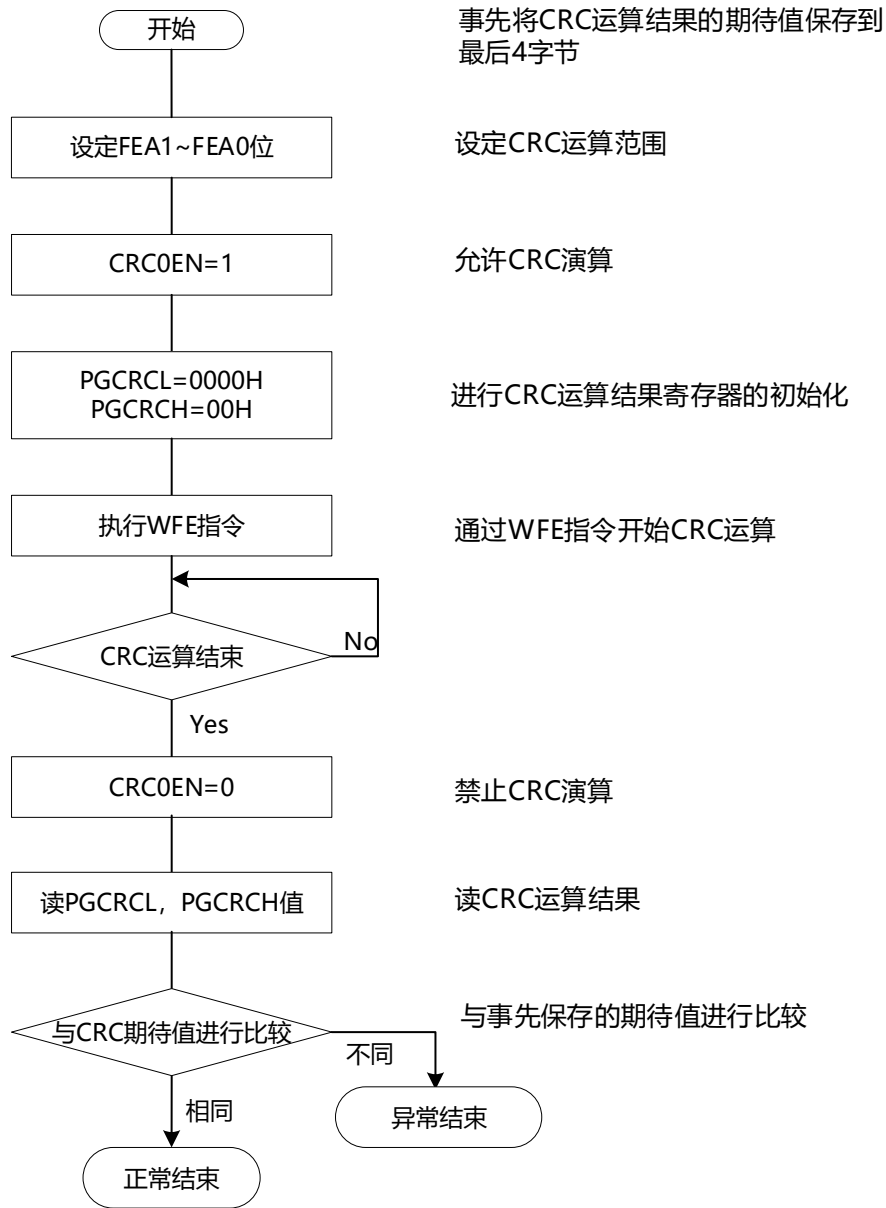 开始
事先将CRC运算结果的期待值保存到
最后4字节
设定FEA1~FEA0位
设定CRC运算范围
CRC0EN=1
允许CRC演算
PGCRCL=0000H
PGCRCH=00H
进行CRC运算结果寄存器的初始化
执行WFE指令
通过WFE指令开始CRC运算
CRC运算结束
No
Yes
CRC0EN=0
禁止CRC演算
读PGCRCL，PGCRCH值
读CRC运算结果
与CRC期待值进行比较
与事先保存的期待值进行比较
不同
相同
异常结束
正常结束